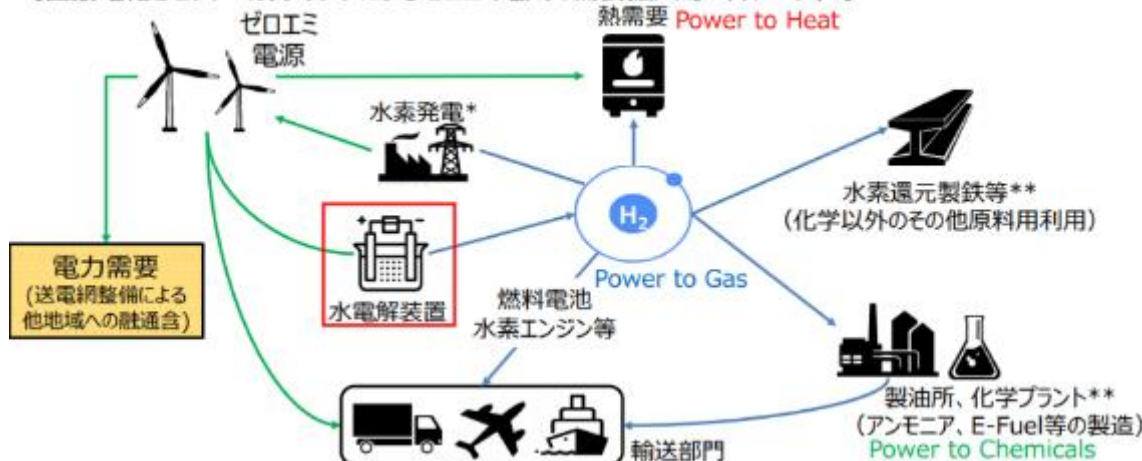 熱需要 Power to Heat
ゼロエミ
電源
水素発電*
H₂
水素還元製鉄等**
(化学以外のその他原料用利用)
電力需要
(送電網整備による
他地域への融通含)
+ −
水電解装置
Power to Gas
燃料電池
水素エンジン等
製油所、化学プラント**
(アンモニア、E-Fuel等の製造)
Power to Chemicals
輸送部門